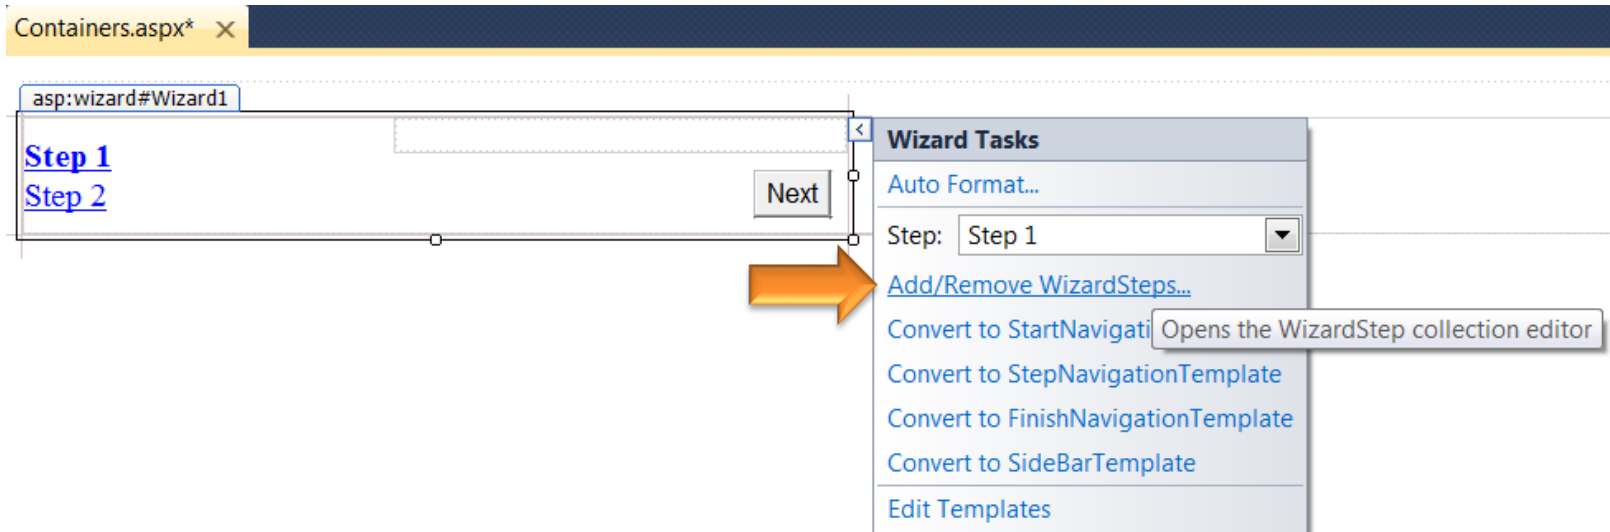 Containers.aspx*
asp:wizard#Wizard1
Step 1
Step 2
Next
Wizard Tasks
Auto Format...
Step: Step 1
Add/Remove WizardSteps...
Convert to StartNavigati
Opens the WizardStep collection editor
Convert to StepNavigationTemplate
Convert to FinishNavigationTemplate
Convert to SideBarTemplate
Edit Templates